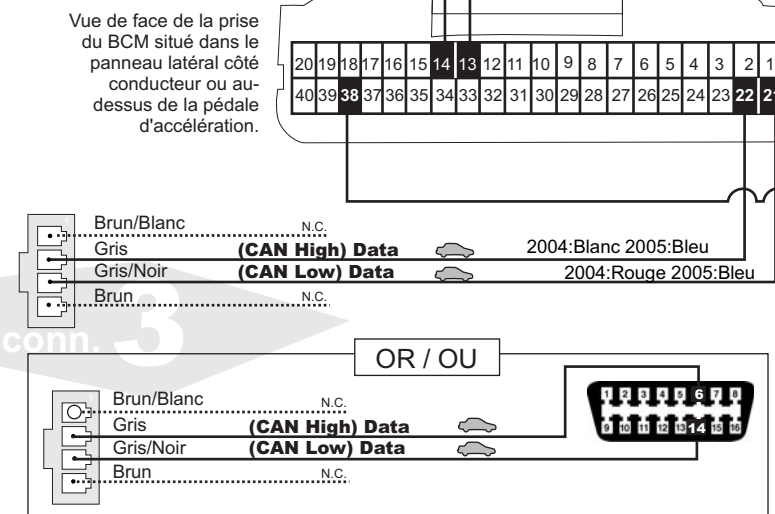 Vue de face de la prise
du BCM situé dans le
panneau latéral côté
conducteur ou au-
dessus de la pédale
d'accélération.
20 19 18 17 16 15 14 13 12 11 10 9 8 7 6 5 4 3 2 1
40 39 38 37 36 35 34 33 32 31 30 29 28 27 26 25 24 23 22 21
1
Brun/Blanc N.C.
Gris (CAN High) Data 2004:Blanc 2005:Bleu
Gris/Noir (CAN Low) Data 2004:Rouge 2005:Bleu
Brun N.C.
conn. 3
OR / OU
1
Brun/Blanc N.C.
Gris (CAN High) Data
Gris/Noir (CAN Low) Data
Brun N.C.
1 2 3 4 5 6 7 8
9 10 11 12 13 14 15 16